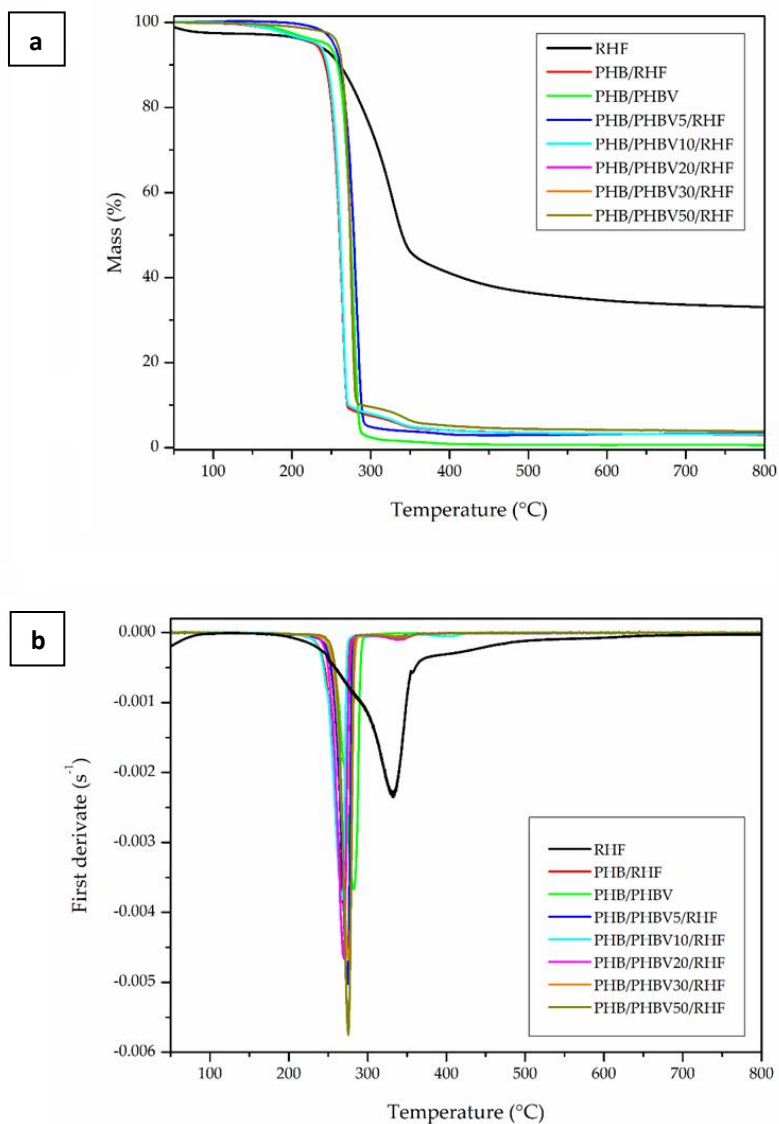 a
100
80
60
40
20
0
Mass (%)
100 200 300 400 500 600 700 800
Temperature (°C)
RHF
PHB/RHF
PHB/PHBV
PHB/PHBV5/RHF
PHB/PHBV10/RHF
PHB/PHBV20/RHF
PHB/PHBV30/RHF
PHB/PHBV50/RHF
b
0.000
-0.001
-0.002
-0.003
-0.004
-0.005
-0.006
First derivate (s⁻¹)
100 200 300 400 500 600 700 800
Temperature (°C)
RHF
PHB/RHF
PHB/PHBV
PHB/PHBV5/RHF
PHB/PHBV10/RHF
PHB/PHBV20/RHF
PHB/PHBV30/RHF
PHB/PHBV50/RHF